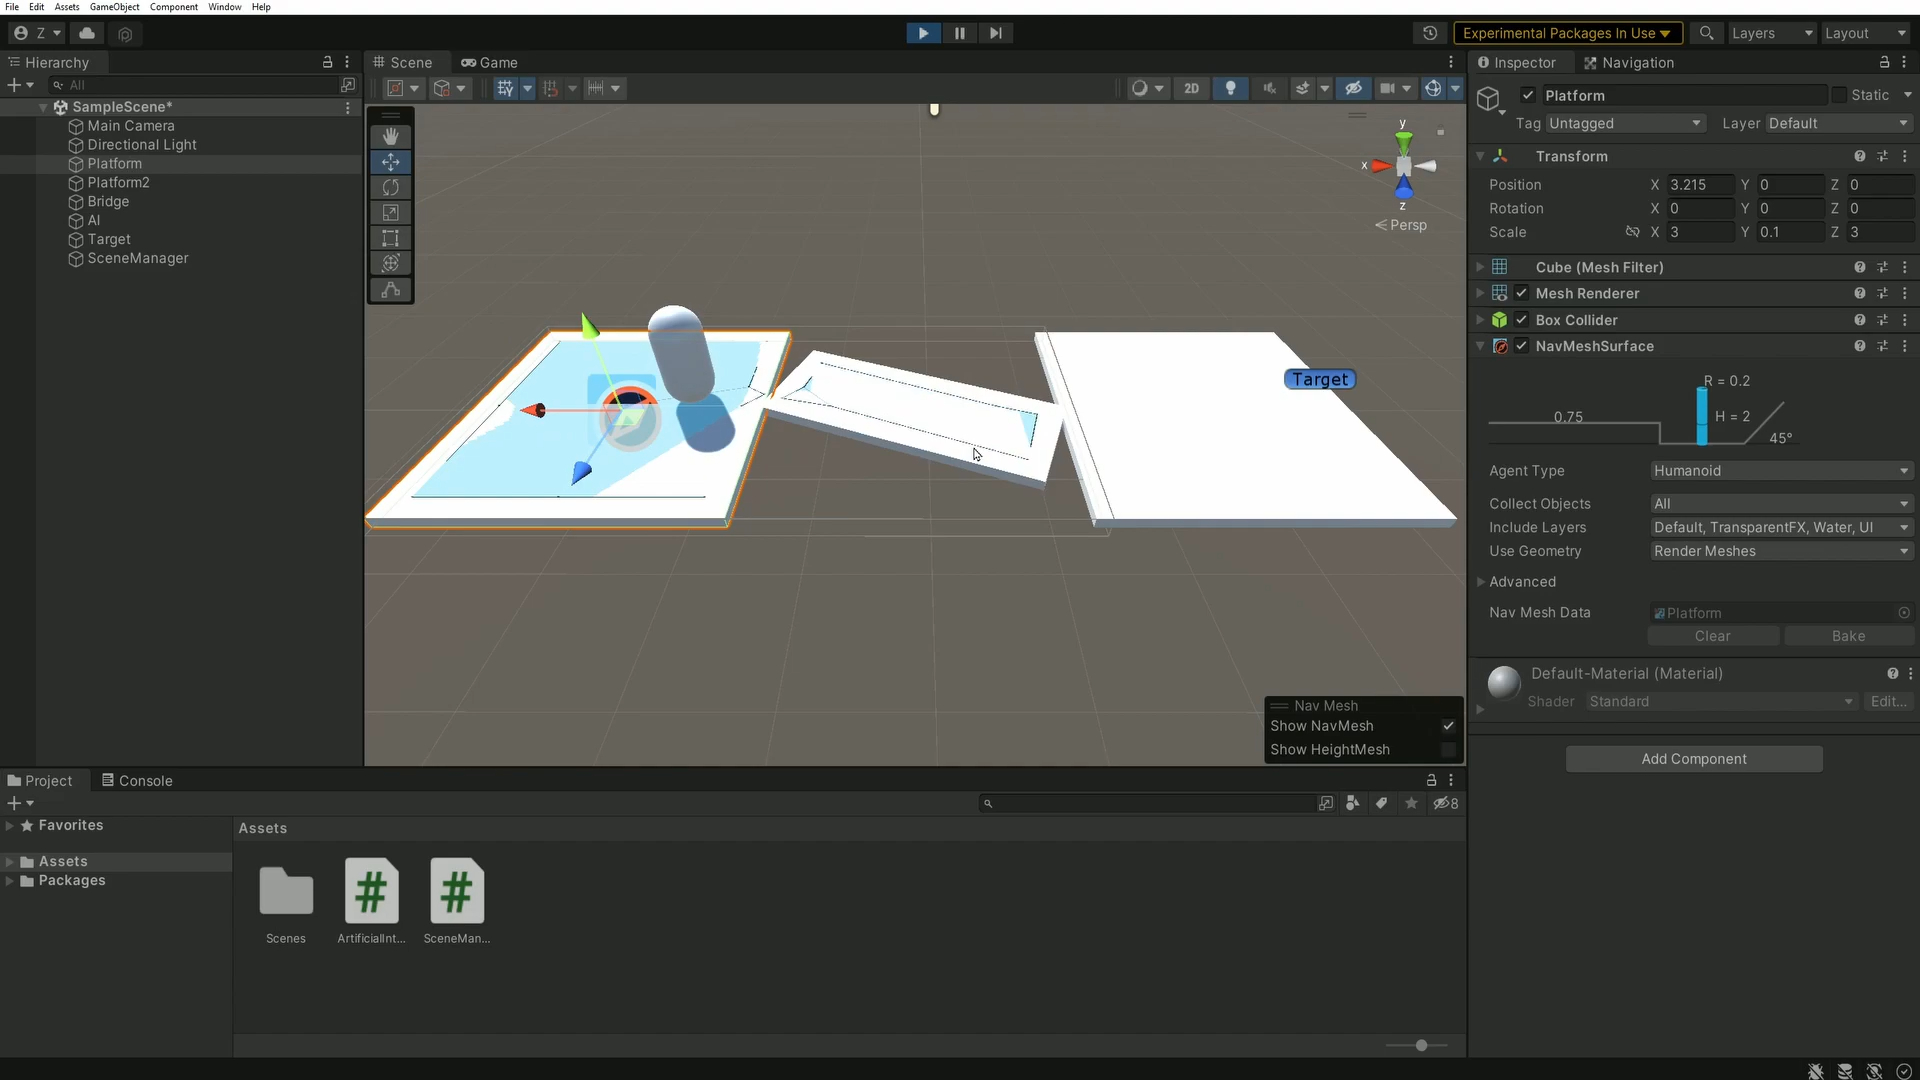 File Edit Assets GameObject Component Window Help
Z
Experimental Packages In Use
Layers
Layout
Hierarchy
All
SampleScene*
Main Camera
Directional Light
Platform
Platform2
Bridge
AI
Target
SceneManager
Scene
Game
2D
y
x
z
Persp
Target
Nav Mesh
Show NavMesh
Show HeightMesh
Inspector
Navigation
Platform
Static
Tag Untagged
Layer Default
Transform
Position X 3.215 Y 0 Z 0
Rotation X 0 Y 0 Z 0
Scale X 3 Y 0.1 Z 3
Cube (Mesh Filter)
Mesh Renderer
Box Collider
NavMeshSurface
R = 0.2
0.75
H = 2
45°
Agent Type Humanoid
Collect Objects All
Include Layers Default, TransparentFX, Water, UI
Use Geometry Render Meshes
Advanced
Nav Mesh Data Platform
Clear
Bake
Default-Material (Material)
Shader Standard
Edit...
Add Component
Project
Console
8
Favorites
Assets
Packages
Assets
Scenes
ArtificialInt...
SceneMan...